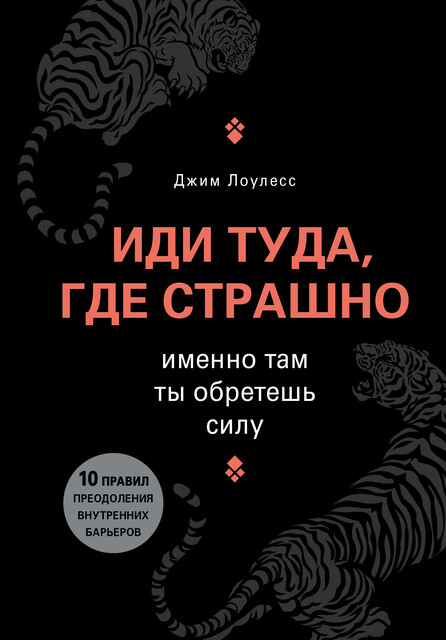 Джим Лоулесс
ИДИ ТУДА,
ГДЕ СТРАШНО
именно там
ты обретешь
силу
10 ПРАВИЛ
ПРЕОДОЛЕНИЯ
ВНУТРЕННИХ
БАРЬЕРОВ